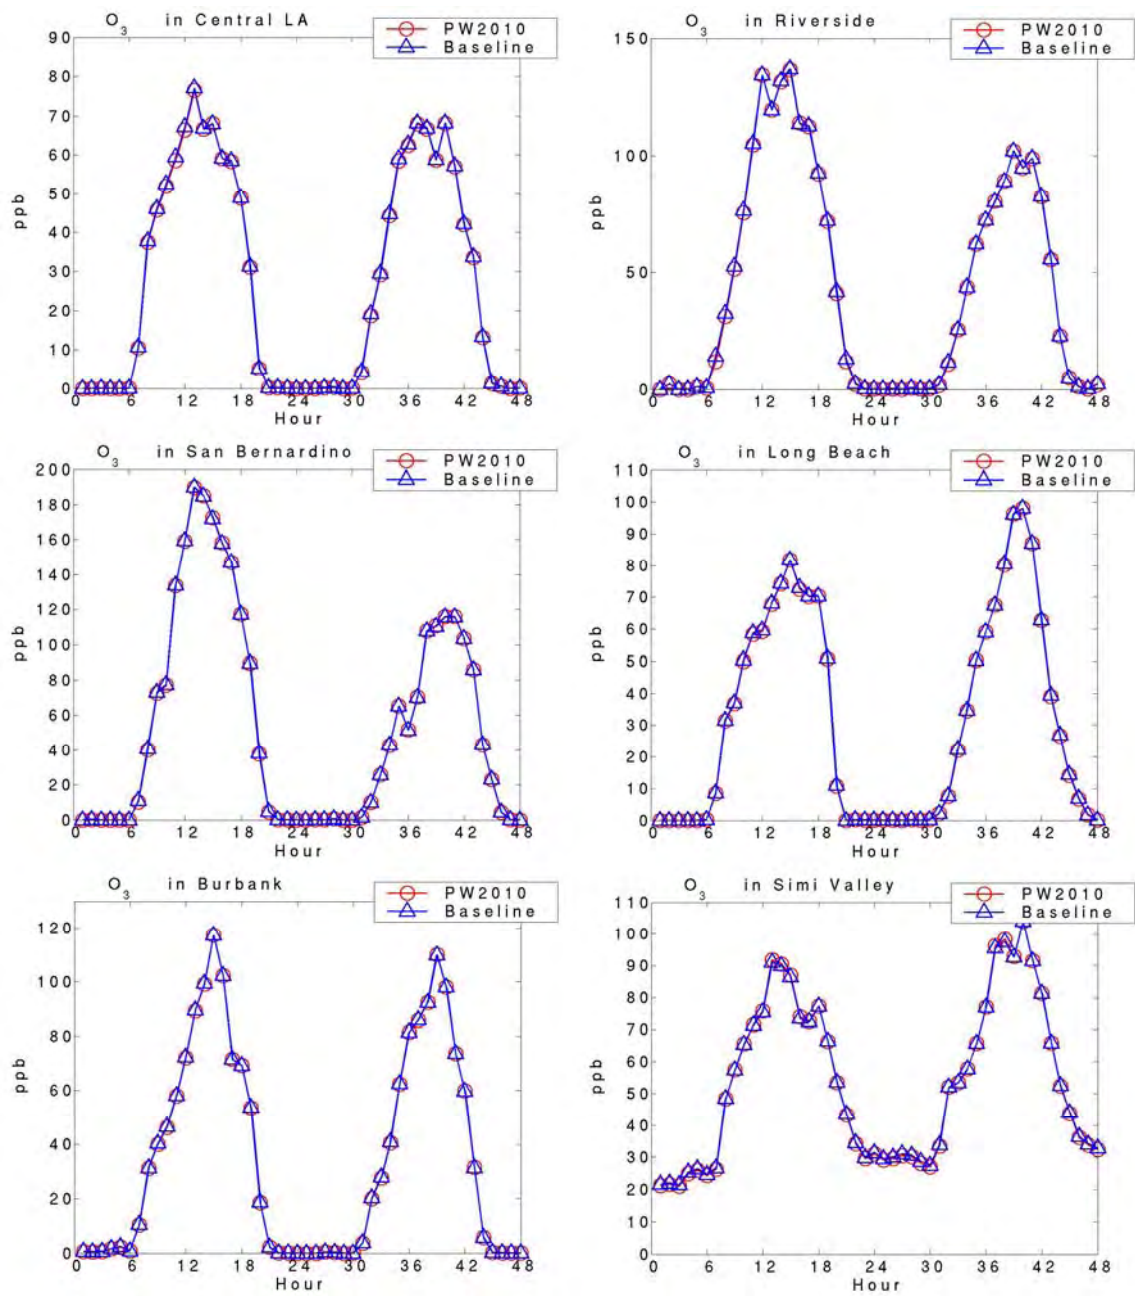 O3 in Central LA
PW2010
Baseline
90
80
70
60
50
40
30
20
10
0
ppb
0 6 12 18 24 30 36 42 48
Hour
O3 in Riverside
PW2010
Baseline
150
100
50
0
ppb
0 6 12 18 24 30 36 42 48
Hour
O3 in San Bernardino
PW2010
Baseline
200
180
160
140
120
100
80
60
40
20
0
ppb
0 6 12 18 24 30 36 42 48
Hour
O3 in Long Beach
PW2010
Baseline
110
100
90
80
70
60
50
40
30
20
10
0
ppb
0 6 12 18 24 30 36 42 48
Hour
O3 in Burbank
PW2010
Baseline
120
100
80
60
40
20
0
ppb
0 6 12 18 24 30 36 42 48
Hour
O3 in Simi Valley
PW2010
Baseline
110
100
90
80
70
60
50
40
30
20
10
0
ppb
0 6 12 18 24 30 36 42 48
Hour